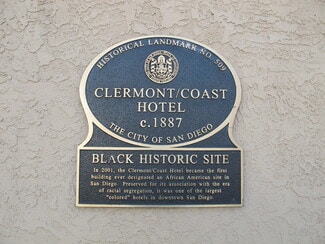 HISTORICAL LANDMARK NO. 509
CLERMONT/COAST
HOTEL
c.1887
THE CITY OF SAN DIEGO
BLACK HISTORIC SITE
In 2001, the Clermont/Coast Hotel became the first
building ever designated an African American site in
San Diego. Preserved for its association with the era
of racial segregation, it was one of the largest
"colored" hotels in downtown San Diego.